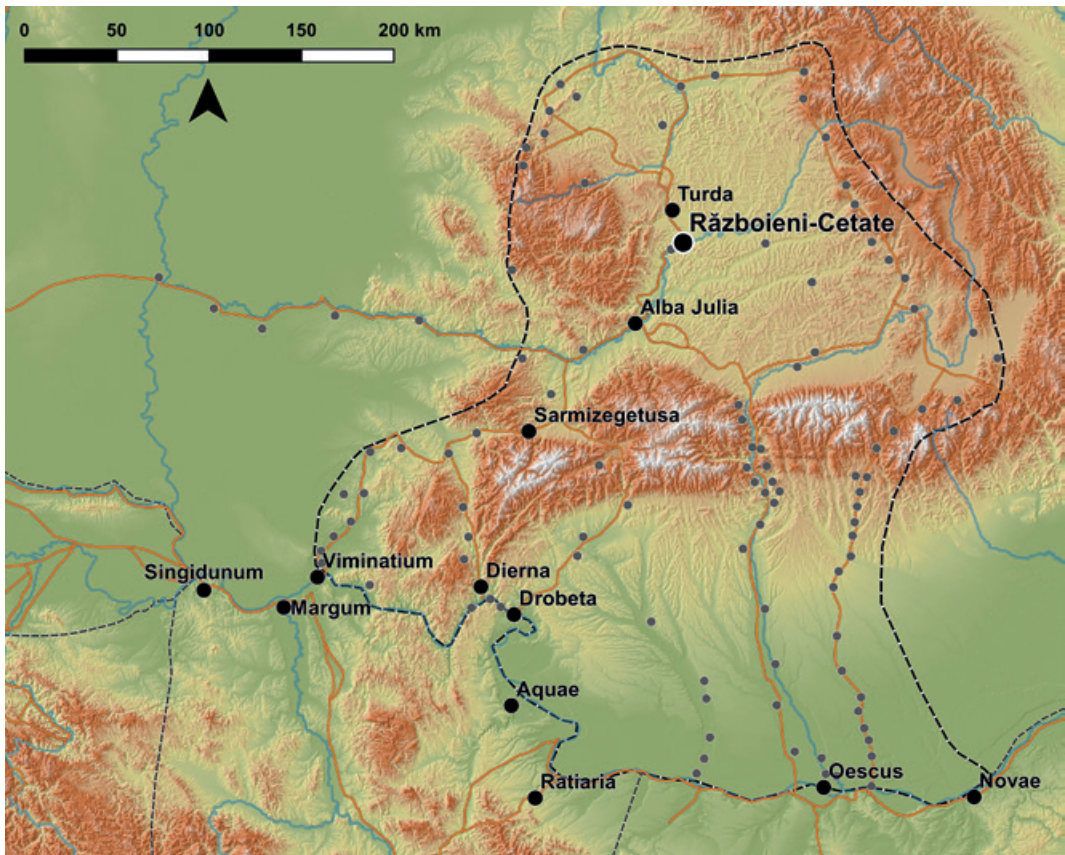 0 50 100 150 200 km
Turda
Războieni-Cetate
Alba Julia
Sarmizegetusa
Viminatium
Singidunum
Dierna
Margum
Drobeta
Aquae
Ratiaria
Oescus
Novae